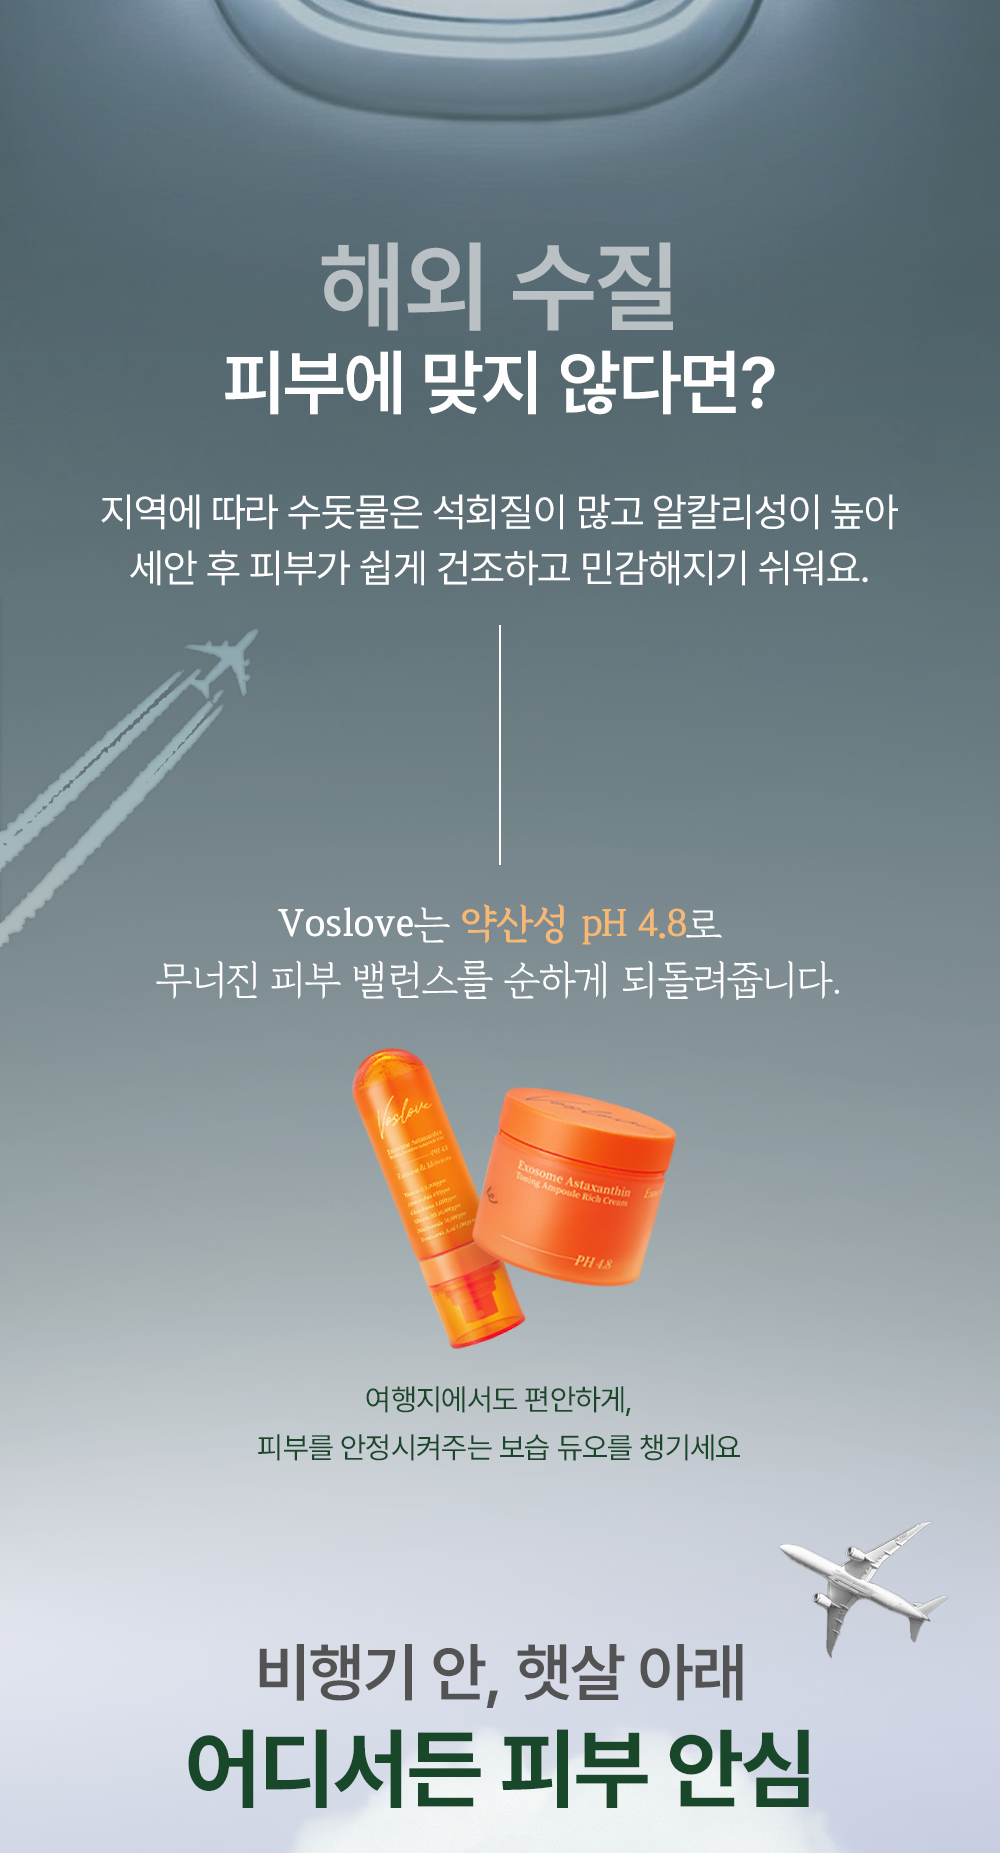 해외 수질
피부에 맞지 않다면?
지역에 따라 수돗물은 석회질이 많고 알칼리성이 높아
세안 후 피부가 쉽게 건조하고 민감해지기 쉬워요.
Voslove는 약산성 pH 4.8로
무너진 피부 밸런스를 순하게 되돌려줍니다.
Voslove
Exosome Astaxanthin
PH 4.8
Voslove
Exosome Astaxanthin
Toning Ampoule Rich Cream
PH 4.8
여행지에서도 편안하게,
피부를 안정시켜주는 보습 듀오를 챙기세요
비행기 안, 햇살 아래
어디서든 피부 안심